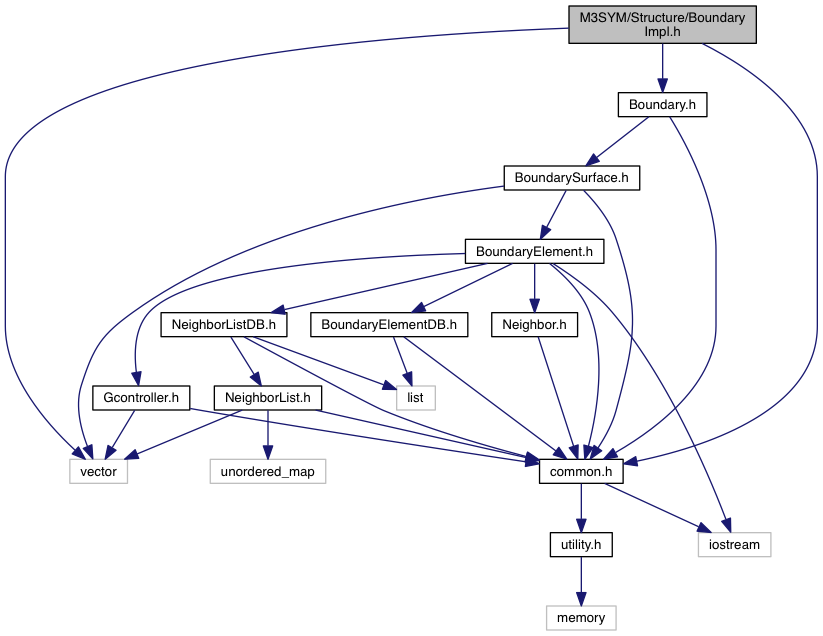 M3SYM/Structure/Boundary
Impl.h
Boundary.h
BoundarySurface.h
BoundaryElement.h
NeighborListDB.h
BoundaryElementDB.h
Neighbor.h
Gcontroller.h
NeighborList.h
list
vector
unordered_map
common.h
utility.h
iostream
memory